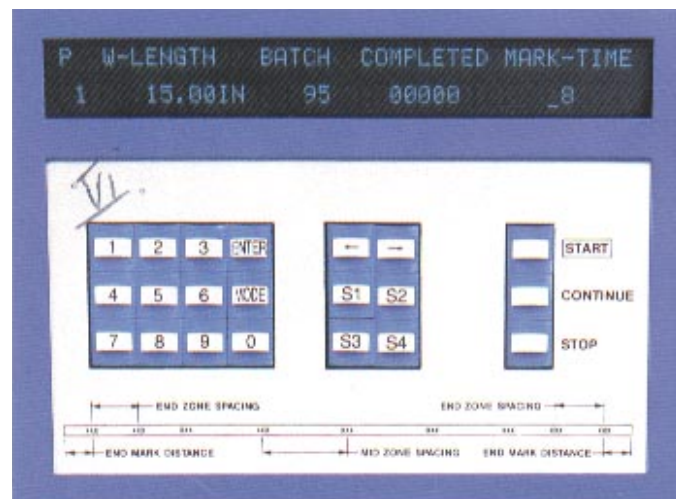 P W-LENGTH BATCH COMPLETED MARK-TIME
1 15.00IN 95 00000 _8
VI.
1 2 3 ENTER ← → START
4 5 6 MODE S1 S2 CONTINUE
7 8 9 0 S3 S4 STOP
END ZONE SPACING END ZONE SPACING
END MARK DISTANCE MID ZONE SPACING END MARK DISTANCE